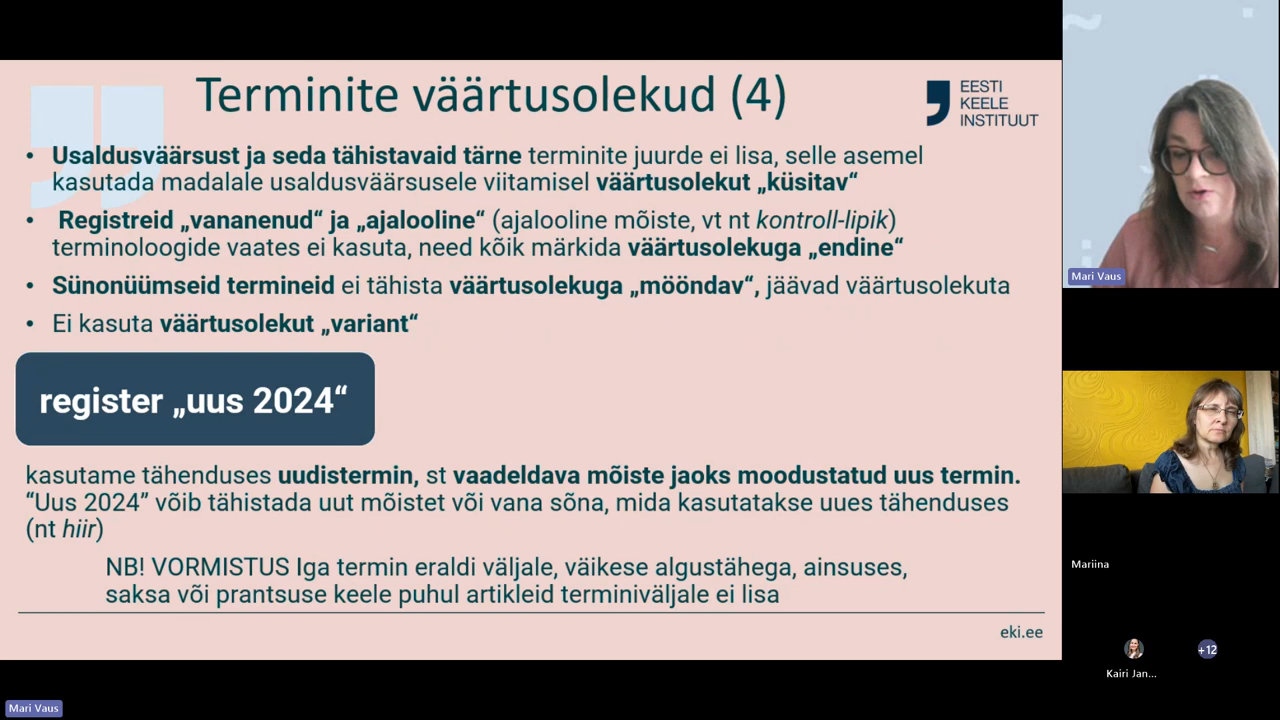 Terminite väärtusolekud (4)
EESTI
KEELE
INSTITUUT
• Usaldusväärsust ja seda tähistavaid tärne terminite juurde ei lisa, selle asemel
kasutada madalale usaldusväärsusele viitamisel väärtusolekut „küsitav“
• Registreid „vananenud“ ja „ajalooline“ (ajalooline mõiste, vt nt kontroll-lipik)
terminoloogide vaates ei kasuta, need kõik märkida väärtusolekuga „endine“
• Sünonüümseid termineid ei tähista väärtusolekuga „mööndav“, jäävad väärtusolekuta
• Ei kasuta väärtusolekut „variant“
register „uus 2024“
kasutame tähenduses uudistermin, st vaadeldava mõiste jaoks moodustatud uus termin.
“Uus 2024” võib tähistada uut mõistet või vana sõna, mida kasutatakse uues tähenduses
(nt hiir)
NB! VORMISTUS Iga termin eraldi väljale, väikese algustähega, ainsuses,
saksa või prantsuse keele puhul artikleid terminiväljale ei lisa
eki.ee
Mari Vaus
Mariina
Kairi Jan...
+12
Mari Vaus